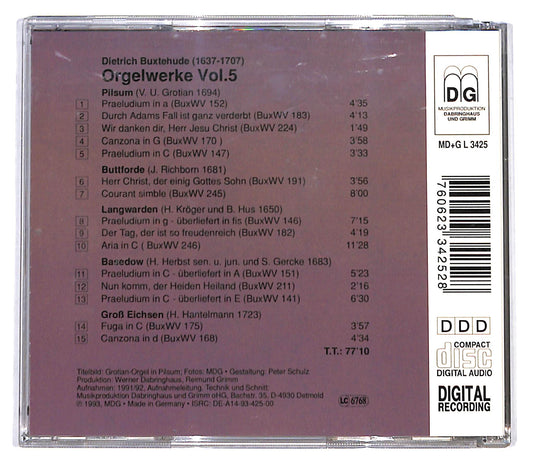 Dietrich Buxtehude (1637-1707)
Orgelwerke Vol.5
Pilsum (V. U. Grotian 1694)
1 Praeludium in a (BuxWV 152) 4'35
2 Durch Adams Fall ist ganz verderbt (BuxWV 183) 4'13
3 Wir danken dir, Herr Jesu Christ (BuxWV 224) 1'49
4 Canzona in G (BuxWV 170 ) 3'58
5 Praeludium in C (BuxWV 147) 3'33
Buttforde (J. Richborn 1681)
6 Herr Christ, der einig Gottes Sohn (BuxWV 191) 3'56
7 Courant simble (BuxWV 245) 8'00
Langwarden (H. Kröger und B. Hus 1650)
8 Praeludium in g - überliefert in fis (BuxWV 146) 7'15
9 Der Tag, der ist so freudenreich (BuxWV 182) 4'19
10 Aria in C ( BuxWV 246) 11'28
Basedow (H. Herbst sen. u. jun. und S. Gercke 1683)
11 Praeludium in C - überliefert in A (BuxWV 151) 5'23
12 Nun komm, der Heiden Heiland (BuxWV 211) 2'16
13 Praeludium in C - überliefert in E (BuxWV 141) 6'30
Groß Eichsen (H. Hantelmann 1723)
14 Fuga in C (BuxWV 175) 3'57
15 Canzona in d (BuxWV 168) 4'34
T.T.: 77'10
Titelbild: Grotian-Orgel in Pilsum; Fotos: MDG • Gestaltung: Peter Schulz
Produktion: Werner Dabringhaus, Reimund Grimm
Aufnahmen: 1991/92, Aufnahmeleitung, Technik und Schnitt:
Musikproduktion Dabringhaus und Grimm oHG, Bachstr. 35, D-4930 Detmold
℗ 1993, MDG • Made in Germany • ISRC: DE-A14-93-425-00
LC 6768
MDG
MUSIKPRODUKTION
DABRINGHAUS
UND GRIMM
MD+G L 3425
760623 342528
DDD
COMPACT
disc
DIGITAL AUDIO
DIGITAL
RECORDING